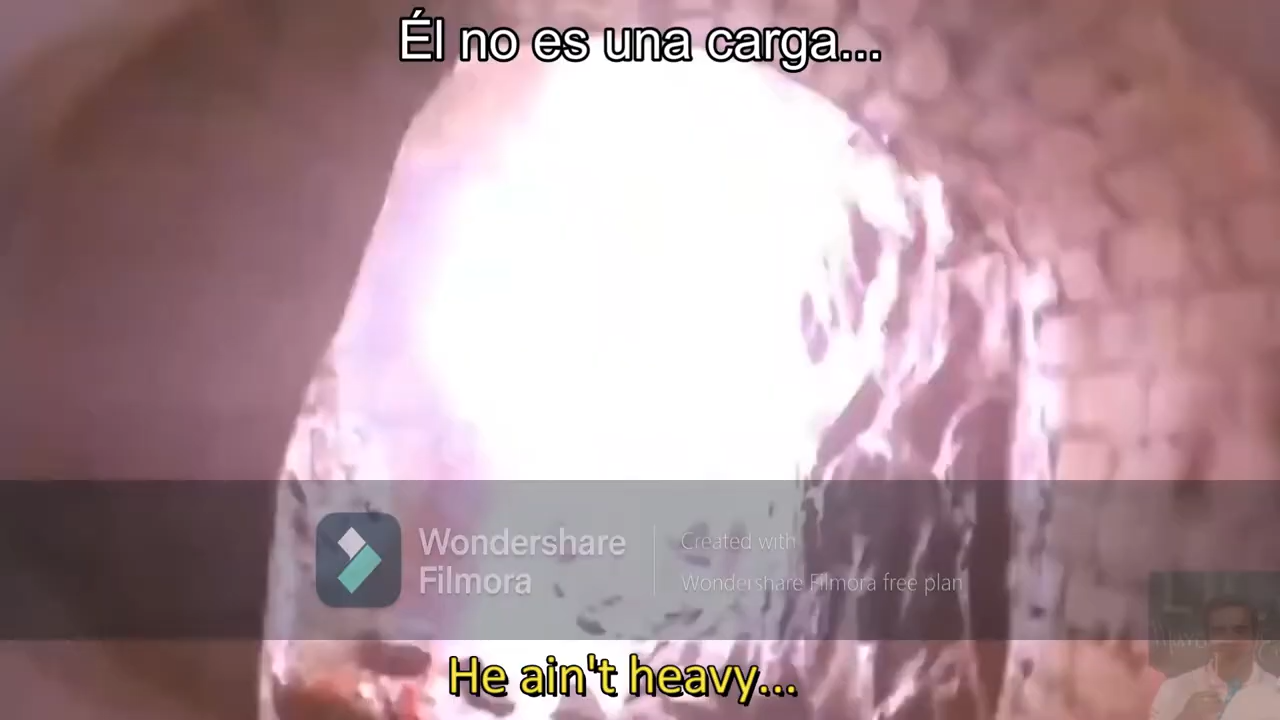 Él no es una carga...
Wondershare
Filmora
Created with
Wondershare Filmora free plan
He ain't heavy...